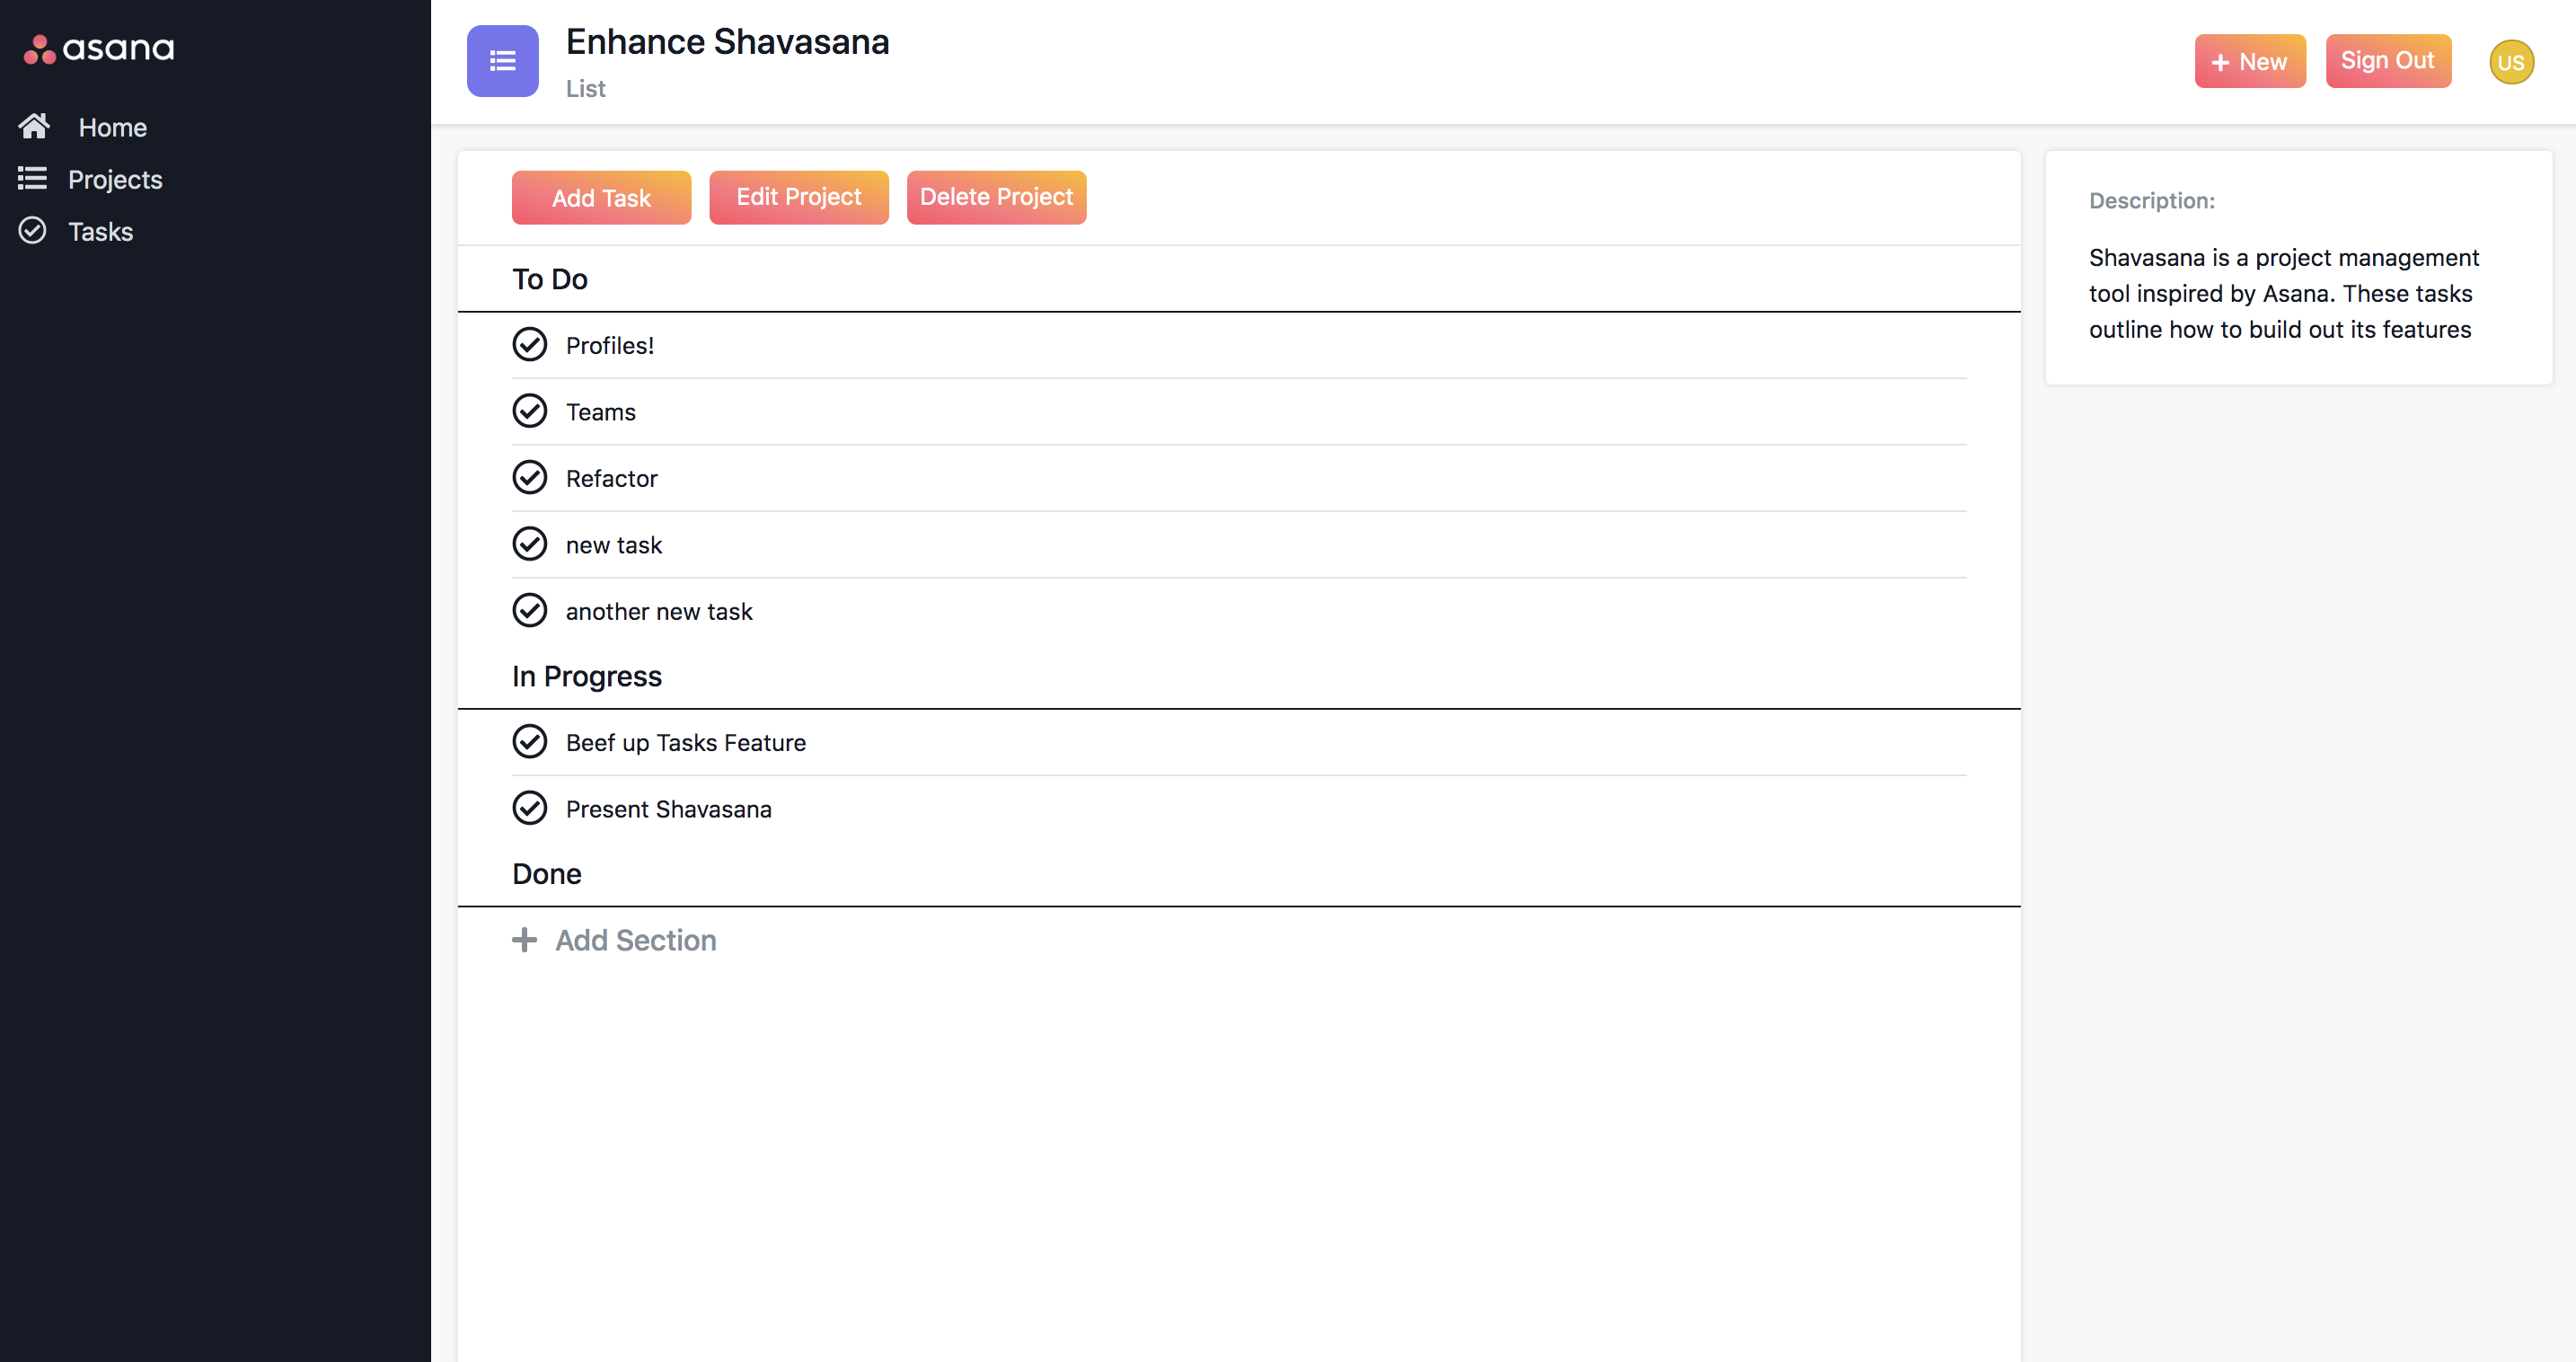 asana
Home
Projects
Tasks
Enhance Shavasana
List
New
Sign Out
US
Add Task
Edit Project
Delete Project
To Do
Profiles!
Teams
Refactor
new task
another new task
In Progress
Beef up Tasks Feature
Present Shavasana
Done
+ Add Section
Description:
Shavasana is a project management
tool inspired by Asana. These tasks
outline how to build out its features